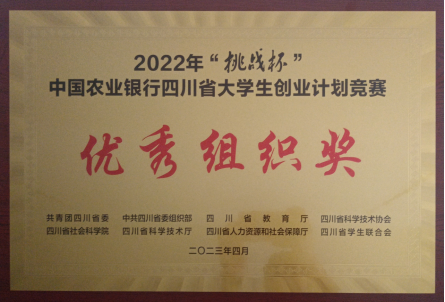 2022年“挑战杯”
中国农业银行四川省大学生创业计划竞赛
优秀组织奖
共青团四川省委 中共四川省委组织部 四川省教育厅 四川省科学技术协会
四川省社会科学院 四川省科学技术厅 四川省人力资源和社会保障厅 四川省学生联合会
二〇二三年四月